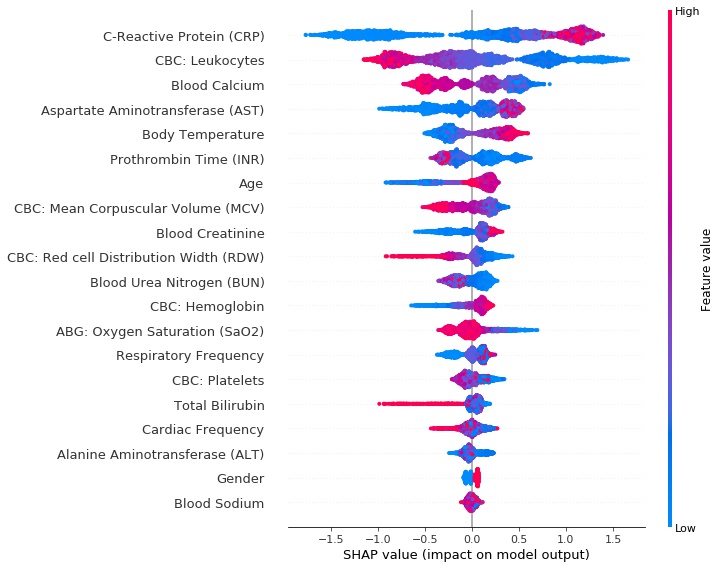 High
C-Reactive Protein (CRP)
CBC: Leukocytes
Blood Calcium
Aspartate Aminotransferase (AST)
Body Temperature
Prothrombin Time (INR)
Age
CBC: Mean Corpuscular Volume (MCV)
Blood Creatinine
CBC: Red cell Distribution Width (RDW)
Blood Urea Nitrogen (BUN)
CBC: Hemoglobin
ABG: Oxygen Saturation (SaO2)
Respiratory Frequency
CBC: Platelets
Total Bilirubin
Cardiac Frequency
Alanine Aminotransferase (ALT)
Gender
Blood Sodium
Feature value
Low
−1.5 −1.0 −0.5 0.0 0.5 1.0 1.5
SHAP value (impact on model output)